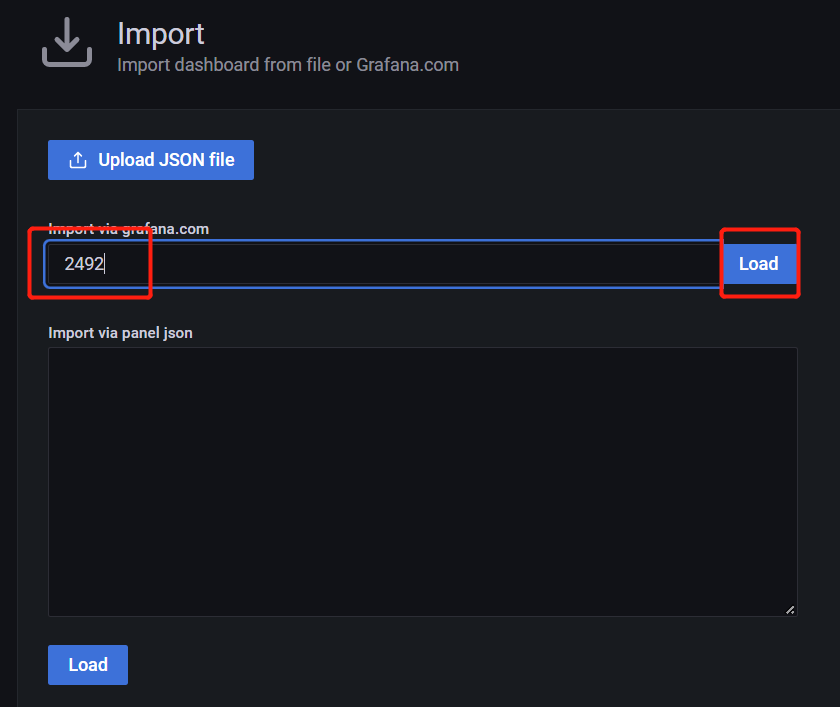 Import
Import dashboard from file or Grafana.com
Upload JSON file
Import via grafana.com
2492
Load
Import via panel json
Load